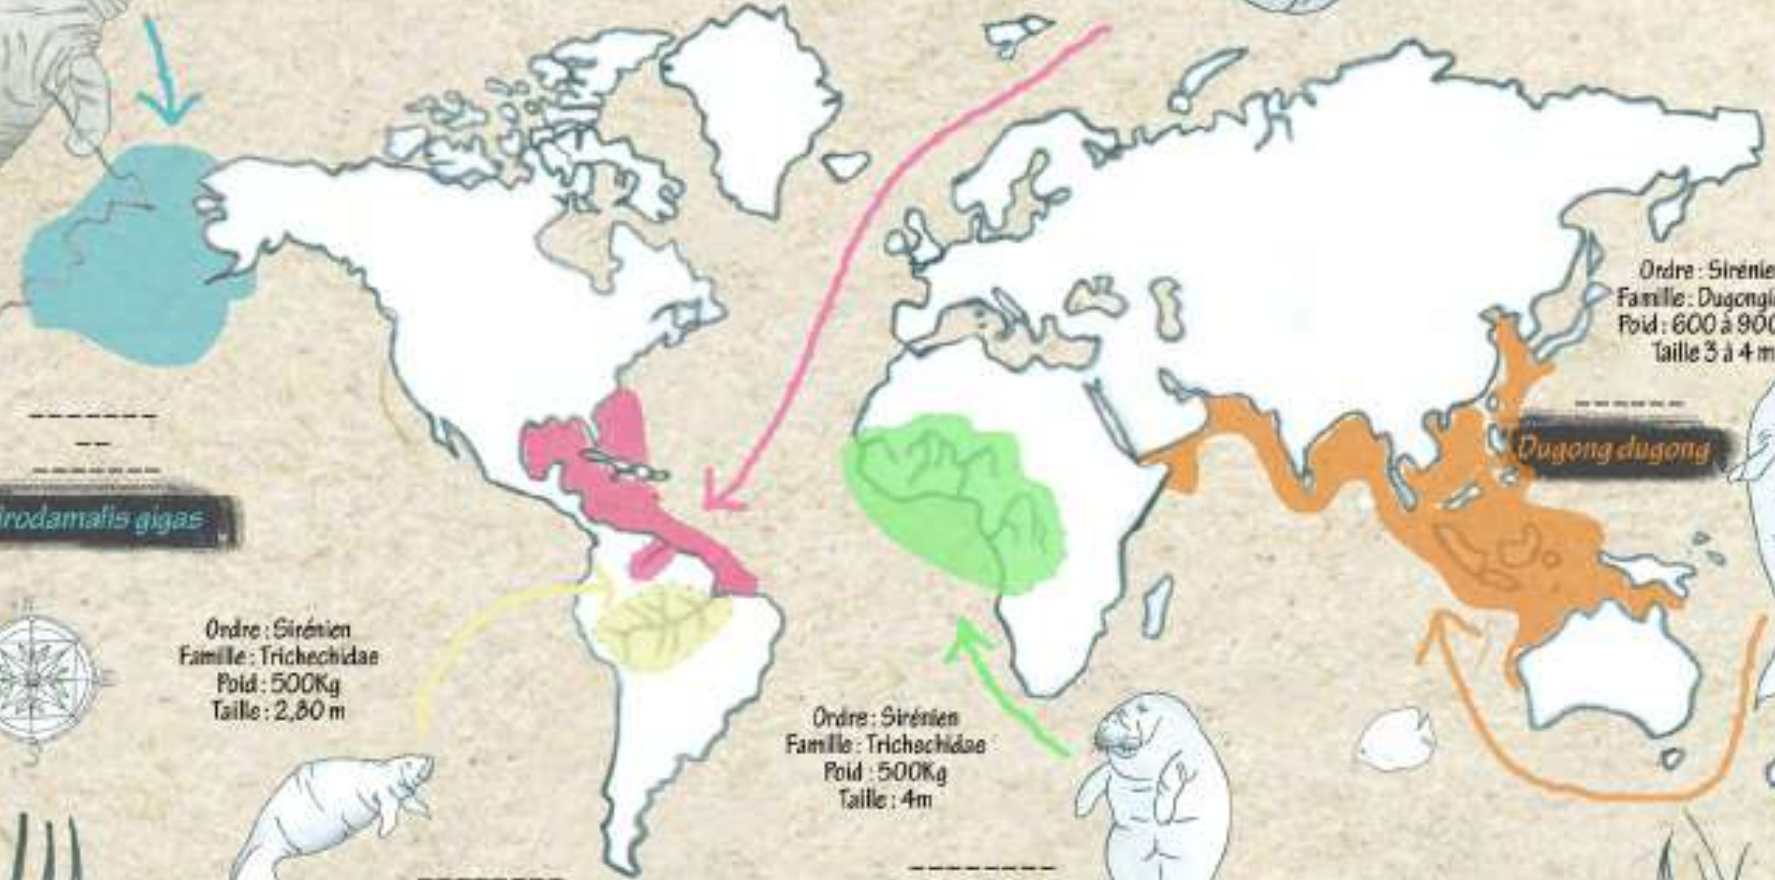 Ordre : Sirénie
Famille : Dugongi
Poid : 600 à 900
Taille 3 à 4 m
Dugong dugong
irodamalis gigas
Ordre : Sirénien
Famille : Trichechidae
Poid : 500Kg
Taille : 2,80 m
Ordre : Sirénien
Famille : Trichechidae
Poid : 500Kg
Taille : 4m